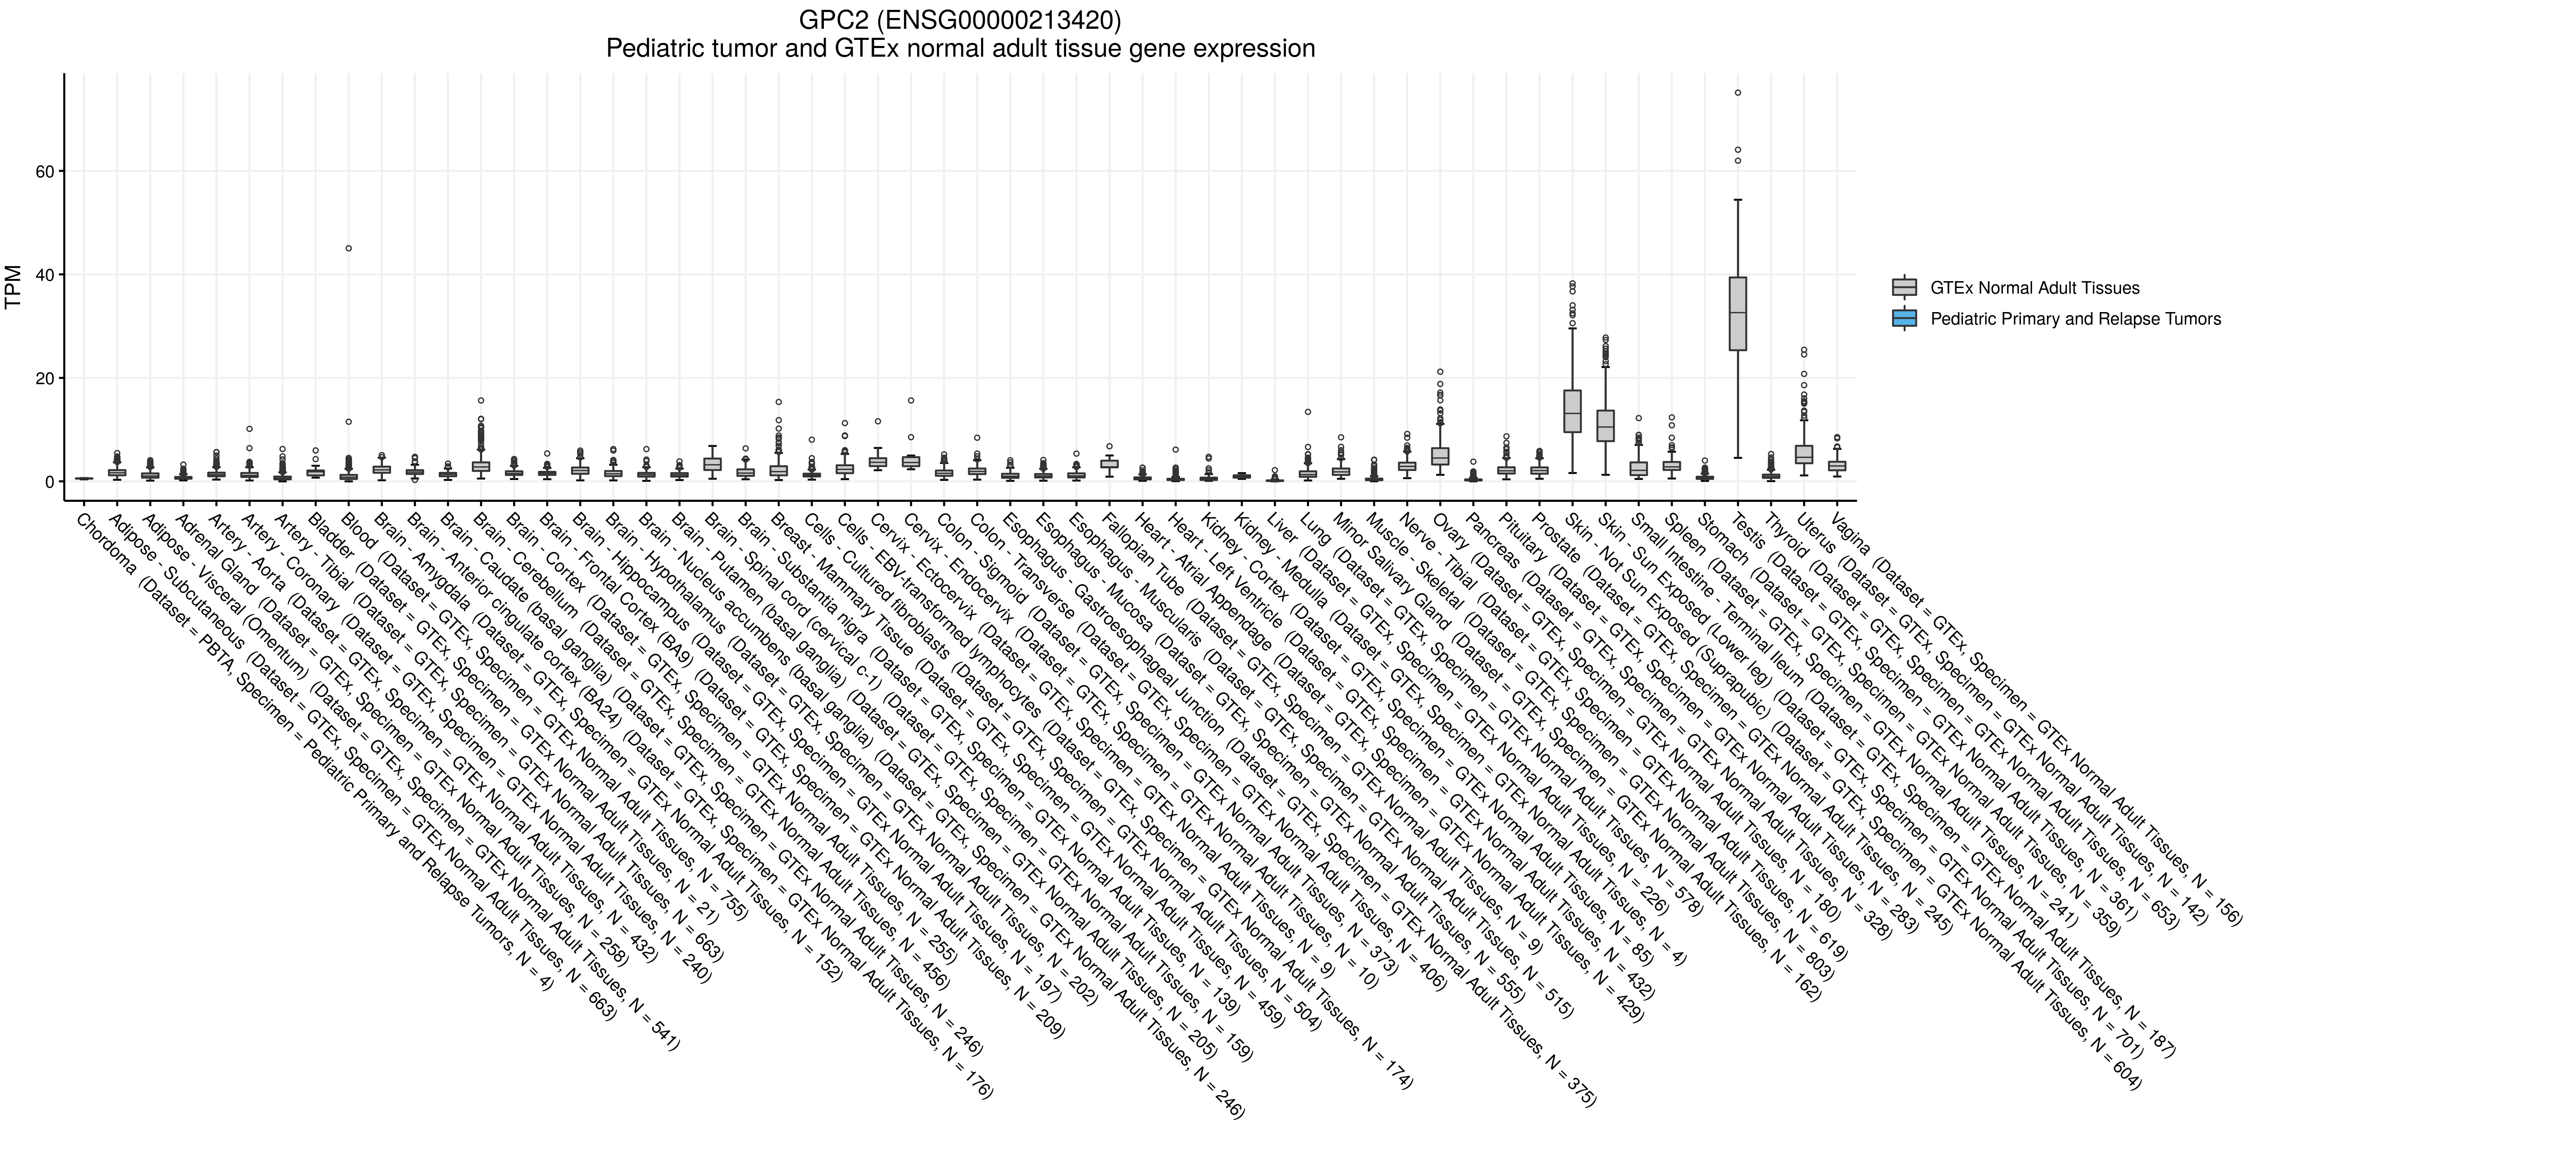 GPC2 (ENSG00000213420)
Pediatric tumor and GTEx normal adult tissue gene expression
TPM
60
40
20
0
GTEx Normal Adult Tissues
Pediatric Primary and Relapse Tumors
Chordoma (Dataset = PBTA, Specimen = Pediatric Primary and Relapse Tumors, N = 4)
Adipose - Subcutaneous (Dataset = GTEx, Specimen = GTEx Normal Adult Tissues, N = 663)
Adipose - Visceral (Omentum) (Dataset = GTEx, Specimen = GTEx Normal Adult Tissues, N = 541)
Adrenal Gland (Dataset = GTEx, Specimen = GTEx Normal Adult Tissues, N = 258)
Artery - Aorta (Dataset = GTEx, Specimen = GTEx Normal Adult Tissues, N = 432)
Artery - Coronary (Dataset = GTEx, Specimen = GTEx Normal Adult Tissues, N = 240)
Artery - Tibial (Dataset = GTEx, Specimen = GTEx Normal Adult Tissues, N = 663)
Bladder (Dataset = GTEx, Specimen = GTEx Normal Adult Tissues, N = 21)
Blood (Dataset = GTEx, Specimen = GTEx Normal Adult Tissues, N = 755)
Brain - Amygdala (Dataset = GTEx, Specimen = GTEx Normal Adult Tissues, N = 152)
Brain - Anterior cingulate cortex (BA24) (Dataset = GTEx, Specimen = GTEx Normal Adult Tissues, N = 176)
Brain - Caudate (basal ganglia) (Dataset = GTEx, Specimen = GTEx Normal Adult Tissues, N = 246)
Brain - Cerebellum (Dataset = GTEx, Specimen = GTEx Normal Adult Tissues, N = 456)
Brain - Cortex (Dataset = GTEx, Specimen = GTEx Normal Adult Tissues, N = 255)
Brain - Frontal Cortex (BA9) (Dataset = GTEx, Specimen = GTEx Normal Adult Tissues, N = 209)
Brain - Hippocampus (Dataset = GTEx, Specimen = GTEx Normal Adult Tissues, N = 197)
Brain - Hypothalamus (Dataset = GTEx, Specimen = GTEx Normal Adult Tissues, N = 202)
Brain - Nucleus accumbens (basal ganglia) (Dataset = GTEx, Specimen = GTEx Normal Adult Tissues, N = 246)
Brain - Putamen (basal ganglia) (Dataset = GTEx, Specimen = GTEx Normal Adult Tissues, N = 205)
Brain - Spinal cord (cervical c-1) (Dataset = GTEx, Specimen = GTEx Normal Adult Tissues, N = 159)
Brain - Substantia nigra (Dataset = GTEx, Specimen = GTEx Normal Adult Tissues, N = 139)
Breast - Mammary Tissue (Dataset = GTEx, Specimen = GTEx Normal Adult Tissues, N = 459)
Cells - Cultured fibroblasts (Dataset = GTEx, Specimen = GTEx Normal Adult Tissues, N = 504)
Cells - EBV-transformed lymphocytes (Dataset = GTEx, Specimen = GTEx Normal Adult Tissues, N = 174)
Cervix - Ectocervix (Dataset = GTEx, Specimen = GTEx Normal Adult Tissues, N = 9)
Cervix - Endocervix (Dataset = GTEx, Specimen = GTEx Normal Adult Tissues, N = 10)
Colon - Sigmoid (Dataset = GTEx, Specimen = GTEx Normal Adult Tissues, N = 373)
Colon - Transverse (Dataset = GTEx, Specimen = GTEx Normal Adult Tissues, N = 406)
Esophagus - Gastroesophageal Junction (Dataset = GTEx, Specimen = GTEx Normal Adult Tissues, N = 375)
Esophagus - Mucosa (Dataset = GTEx, Specimen = GTEx Normal Adult Tissues, N = 555)
Esophagus - Muscularis (Dataset = GTEx, Specimen = GTEx Normal Adult Tissues, N = 515)
Fallopian Tube (Dataset = GTEx, Specimen = GTEx Normal Adult Tissues, N = 9)
Heart - Atrial Appendage (Dataset = GTEx, Specimen = GTEx Normal Adult Tissues, N = 429)
Heart - Left Ventricle (Dataset = GTEx, Specimen = GTEx Normal Adult Tissues, N = 432)
Kidney - Cortex (Dataset = GTEx, Specimen = GTEx Normal Adult Tissues, N = 85)
Kidney - Medulla (Dataset = GTEx, Specimen = GTEx Normal Adult Tissues, N = 4)
Liver (Dataset = GTEx, Specimen = GTEx Normal Adult Tissues, N = 226)
Lung (Dataset = GTEx, Specimen = GTEx Normal Adult Tissues, N = 578)
Minor Salivary Gland (Dataset = GTEx, Specimen = GTEx Normal Adult Tissues, N = 162)
Muscle - Skeletal (Dataset = GTEx, Specimen = GTEx Normal Adult Tissues, N = 803)
Nerve - Tibial (Dataset = GTEx, Specimen = GTEx Normal Adult Tissues, N = 619)
Ovary (Dataset = GTEx, Specimen = GTEx Normal Adult Tissues, N = 180)
Pancreas (Dataset = GTEx, Specimen = GTEx Normal Adult Tissues, N = 328)
Pituitary (Dataset = GTEx, Specimen = GTEx Normal Adult Tissues, N = 283)
Prostate (Dataset = GTEx, Specimen = GTEx Normal Adult Tissues, N = 245)
Skin - Not Sun Exposed (Suprapubic) (Dataset = GTEx, Specimen = GTEx Normal Adult Tissues, N = 604)
Skin - Sun Exposed (Lower leg) (Dataset = GTEx, Specimen = GTEx Normal Adult Tissues, N = 701)
Small Intestine - Terminal Ileum (Dataset = GTEx, Specimen = GTEx Normal Adult Tissues, N = 187)
Spleen (Dataset = GTEx, Specimen = GTEx Normal Adult Tissues, N = 241)
Stomach (Dataset = GTEx, Specimen = GTEx Normal Adult Tissues, N = 359)
Testis (Dataset = GTEx, Specimen = GTEx Normal Adult Tissues, N = 361)
Thyroid (Dataset = GTEx, Specimen = GTEx Normal Adult Tissues, N = 653)
Uterus (Dataset = GTEx, Specimen = GTEx Normal Adult Tissues, N = 142)
Vagina (Dataset = GTEx, Specimen = GTEx Normal Adult Tissues, N = 156)